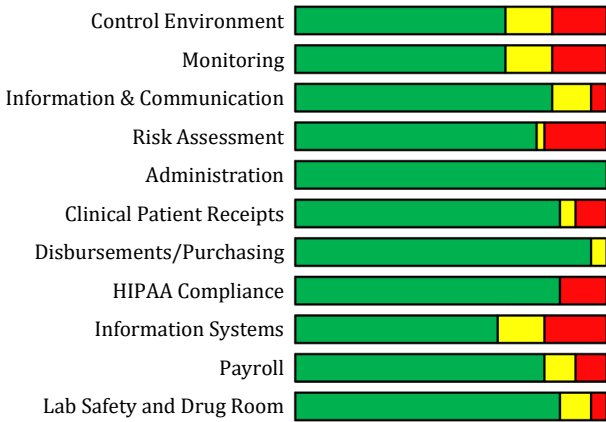 Control Environment
Monitoring
Information & Communication
Risk Assessment
Administration
Clinical Patient Receipts
Disbursements/Purchasing
HIPAA Compliance
Information Systems
Payroll
Lab Safety and Drug Room